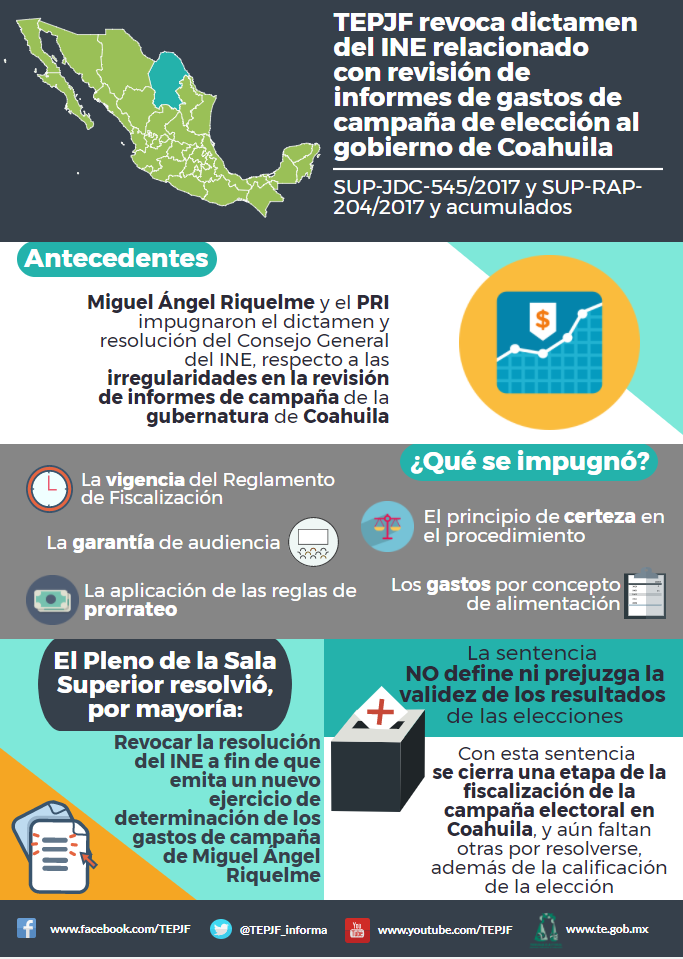 TEPJF revoca dictamen
del INE relacionado
con revisión de
informes de gastos de
campaña de elección al
gobierno de Coahuila
SUP-JDC-545/2017 y SUP-RAP-
204/2017 y acumulados
Antecedentes
Miguel Ángel Riquelme y el PRI
impugnaron el dictamen y
resolución del Consejo General
del INE, respecto a las
irregularidades en la revisión
de informes de campaña de la
gubernatura de Coahuila
$
¿Qué se impugnó?
La vigencia del Reglamento
de Fiscalización
La garantía de audiencia
La aplicación de las reglas de
prorrateo
El principio de certeza en
el procedimiento
Los gastos por concepto
de alimentación
El Pleno de la Sala
Superior resolvió,
por mayoría:
Revocar la resolución
del INE a fin de que
emita un nuevo
ejercicio de
determinación de los
gastos de campaña
de Miguel Ángel
Riquelme
La sentencia
NO define ni prejuzga la
validez de los resultados
de las elecciones
Con esta sentencia
se cierra una etapa de la
fiscalización de la
campaña electoral en
Coahuila, y aún faltan
otras por resolverse,
además de la calificación
de la elección
www.facebook.com/TEPJF
@TEPJF_informa
You Tube
www.youtube.com/TEPJF
www.te.gob.mx